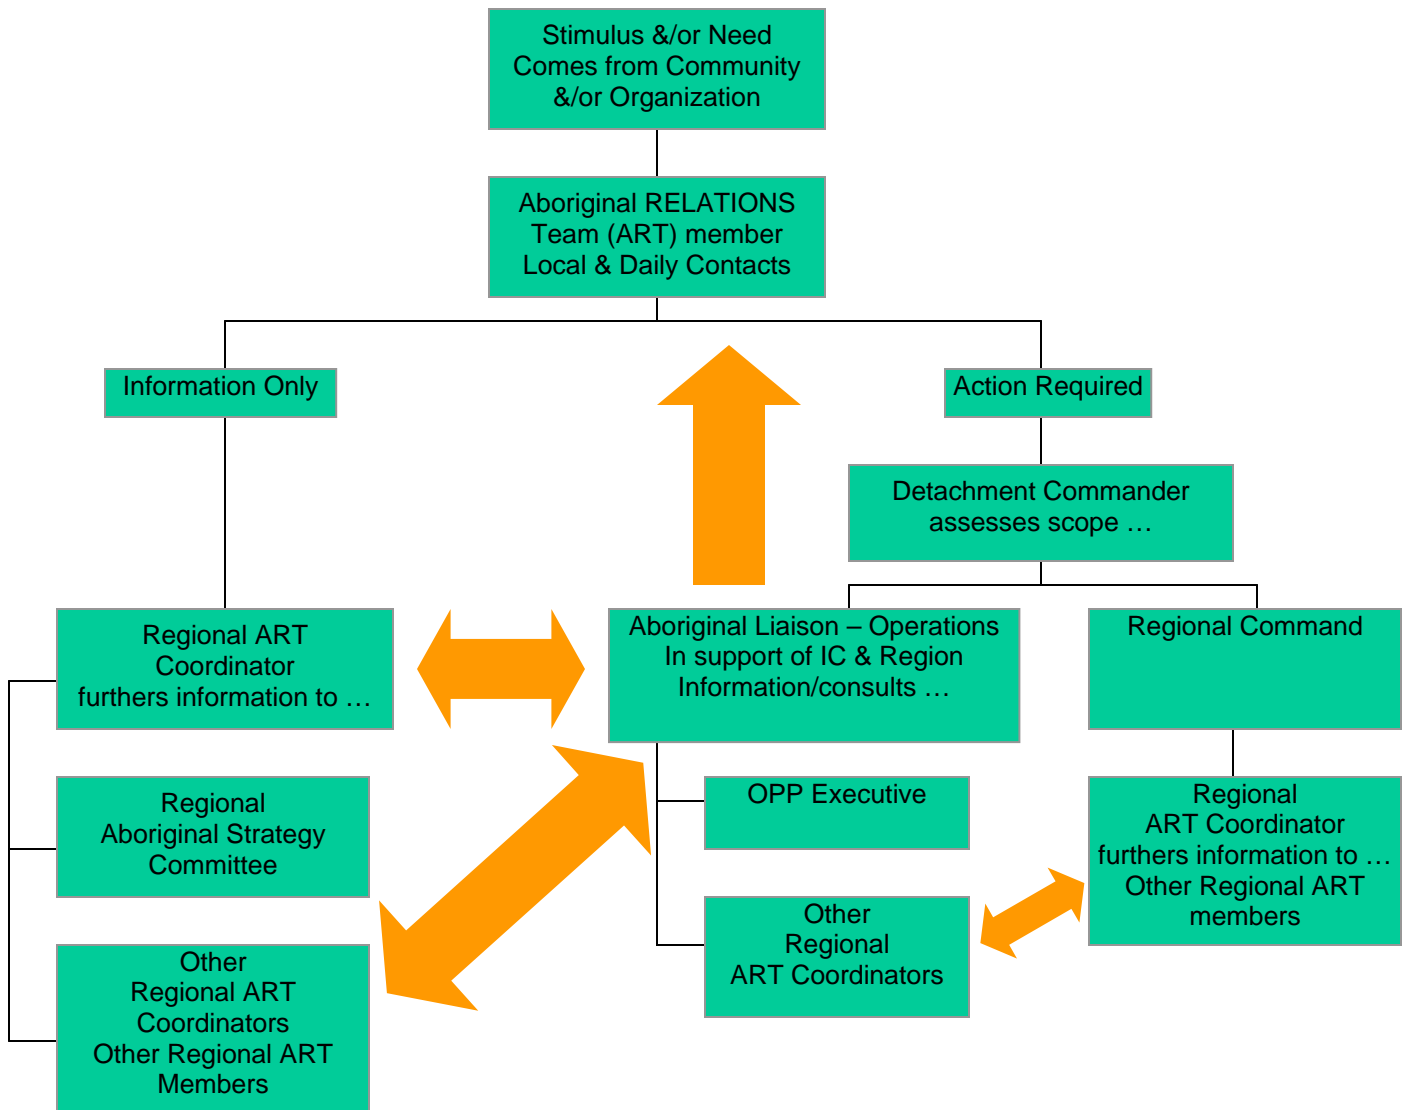 Stimulus &/or Need
Comes from Community
&/or Organization
Aboriginal RELATIONS
Team (ART) member
Local & Daily Contacts
Information Only
Action Required
Detachment Commander
assesses scope …
Regional ART
Coordinator
furthers information to …
Aboriginal Liaison – Operations
In support of IC & Region
Information/consults …
Regional Command
Regional
Aboriginal Strategy
Committee
OPP Executive
Regional
ART Coordinator
furthers information to …
Other Regional ART
members
Other
Regional ART
Coordinators
Other Regional ART
Members
Other
Regional
ART Coordinators